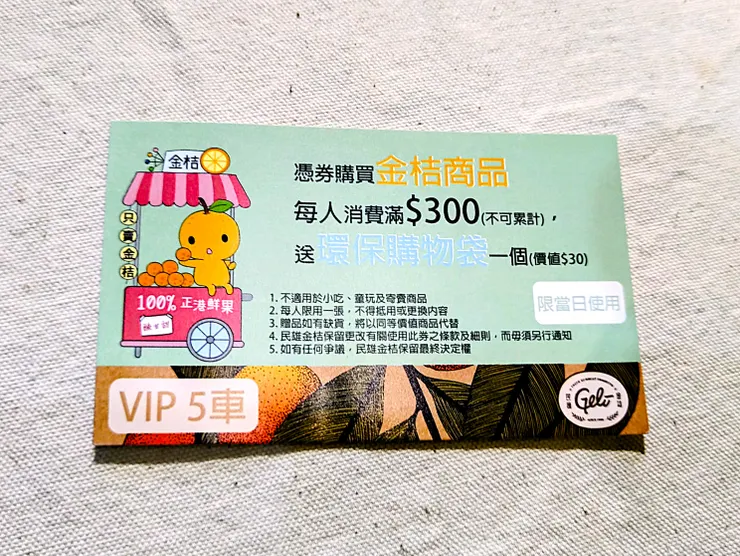 金桔
只賣金桔
100% 正港鮮果
憑券購買金桔商品
每人消費滿$300(不可累計)，
送環保購物袋一個(價值$30)
1. 不適用於小吃、童玩及寄賣商品
2. 每人限用一張，不得抵用或更換內容
3. 贈品如有缺貨，將以同等價值商品代替
4. 民雄金桔保留更改有關使用此券之條款及細則，而毋須另行通知
5. 如有任何爭議，民雄金桔保留最終決定權
限當日使用
VIP 5車
Geli